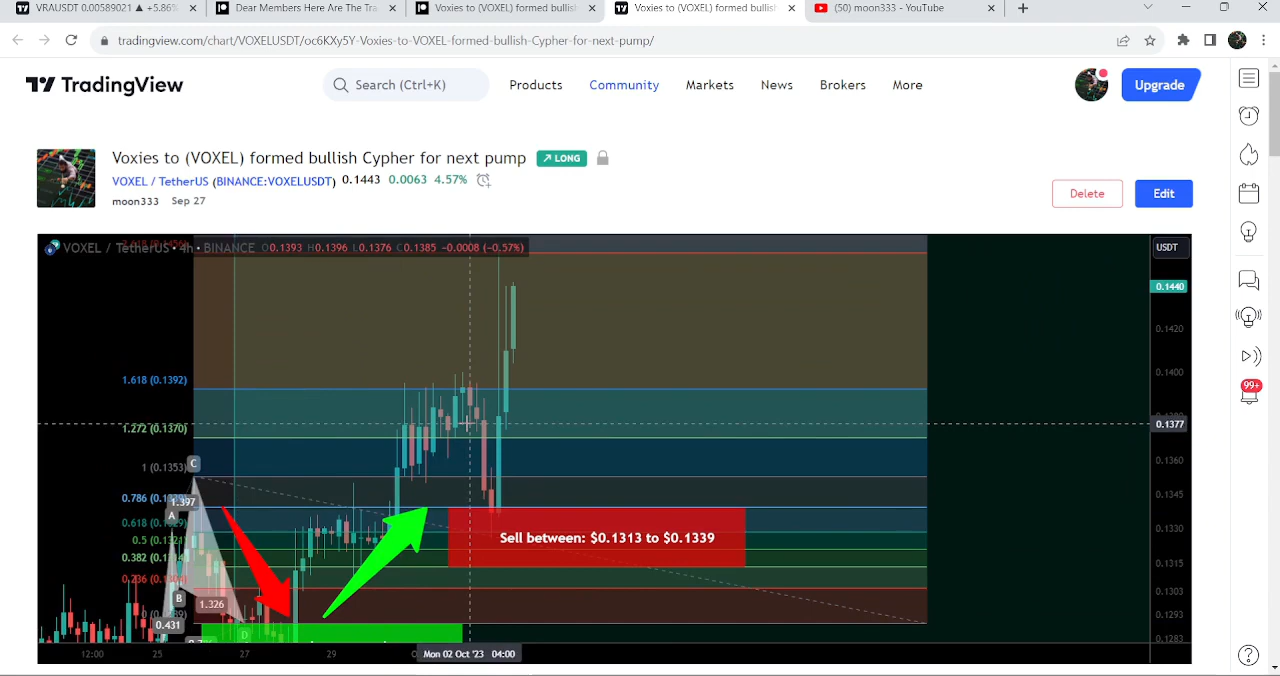 VRAUSDT 0.00589021 ▲ +5.86%
Dear Members Here Are The Tra
Voxies to (VOXEL) formed bullish
Voxies to (VOXEL) formed bullish
(50) moon333 - YouTube
tradingview.com/chart/VOXELUSDT/oc6KXy5Y-Voxies-to-VOXEL-formed-bullish-Cypher-for-next-pump/
TradingView
Search (Ctrl+K)
Products
Community
Markets
News
Brokers
More
Upgrade
Voxies to (VOXEL) formed bullish Cypher for next pump
LONG
VOXEL / TetherUS (BINANCE:VOXELUSDT) 0.1443 0.0063 4.57%
moon333 Sep 27
Delete
Edit
VOXEL / TetherUS • 4h • BINANCE O0.1393 H0.1396 L0.1376 C0.1385 −0.0008 (−0.57%)
USDT
0.1440
0.1420
1.618 (0.1392)
0.1400
1.272 (0.1370)
0.1377
C
1 (0.1353)
0.1360
0.786
1.397
0.1345
A
0.618
0.1330
0.5
Sell between: $0.1313 to $0.1339
0.382
0.1315
0.236
0.1303
B
1.326
0.1293
0.431
D
0.1283
12:00
25
27
29
Mon 02 Oct '23 04:00
99+